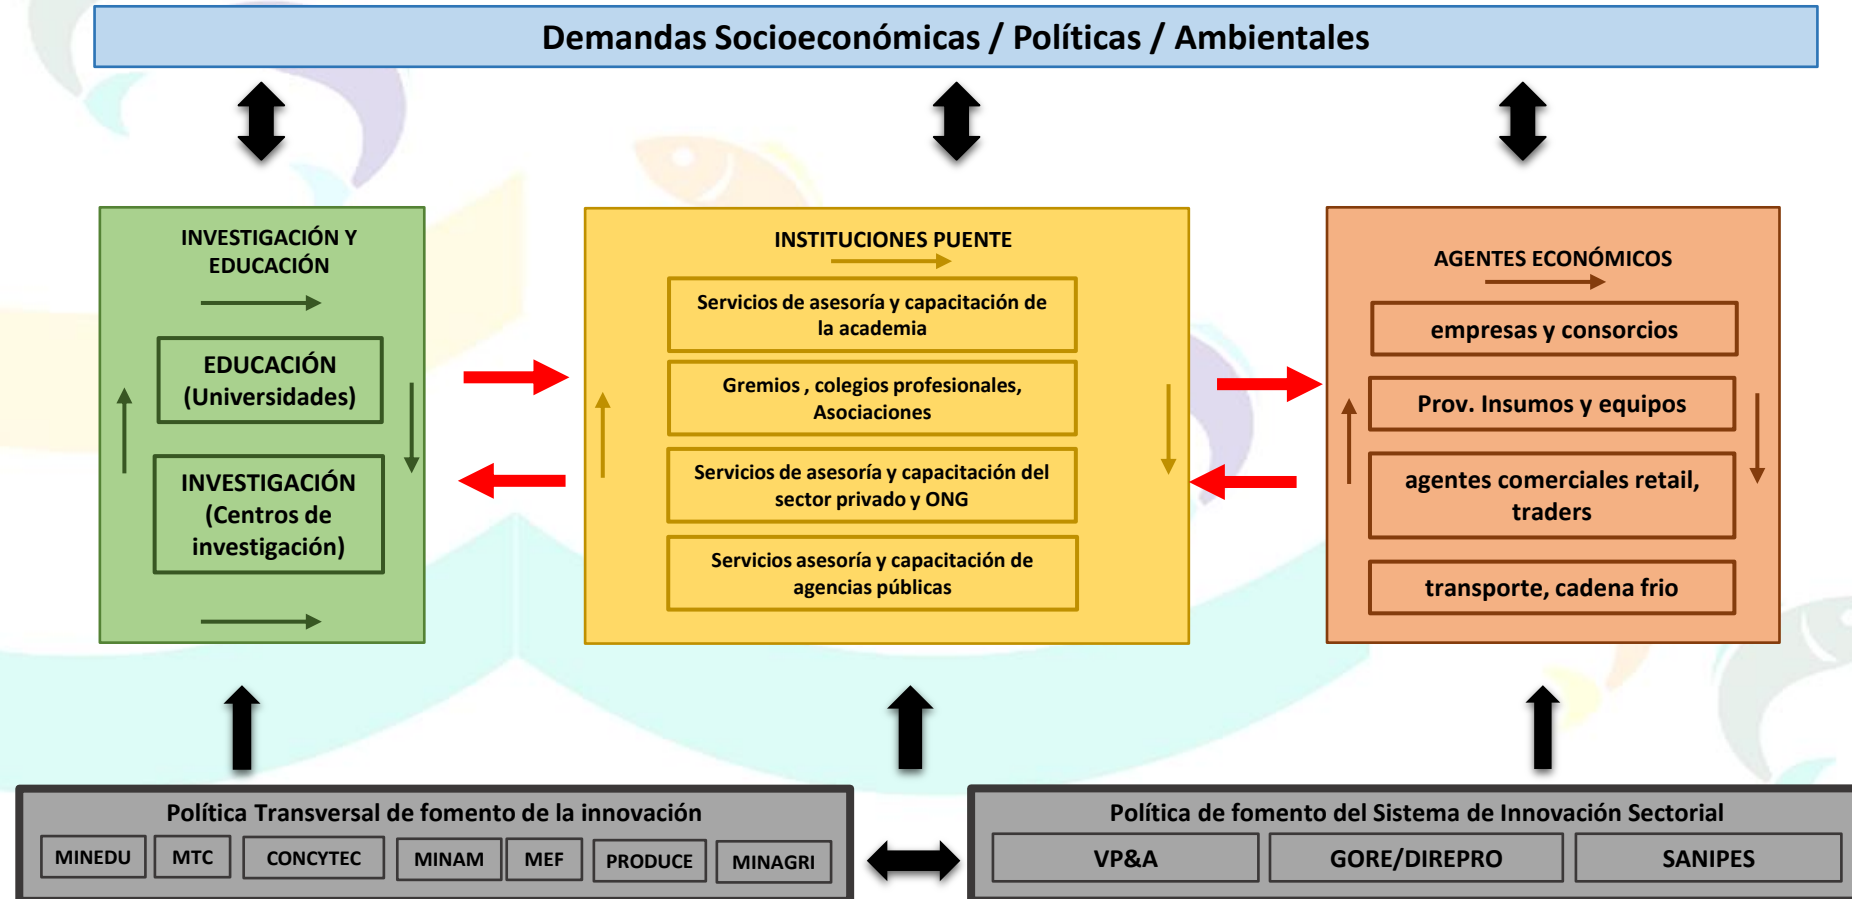 Demandas Socioeconómicas / Políticas / Ambientales
INVESTIGACIÓN Y
EDUCACIÓN
EDUCACIÓN
(Universidades)
INVESTIGACIÓN
(Centros de
investigación)
INSTITUCIONES PUENTE
Servicios de asesoría y capacitación de
la academia
Gremios , colegios profesionales,
Asociaciones
Servicios de asesoría y capacitación del
sector privado y ONG
Servicios asesoría y capacitación de
agencias públicas
AGENTES ECONÓMICOS
empresas y consorcios
Prov. Insumos y equipos
agentes comerciales retail,
traders
transporte, cadena frio
Política Transversal de fomento de la innovación
MINEDU
MTC
CONCYTEC
MINAM
MEF
PRODUCE
MINAGRI
Política de fomento del Sistema de Innovación Sectorial
VP&A
GORE/DIREPRO
SANIPES